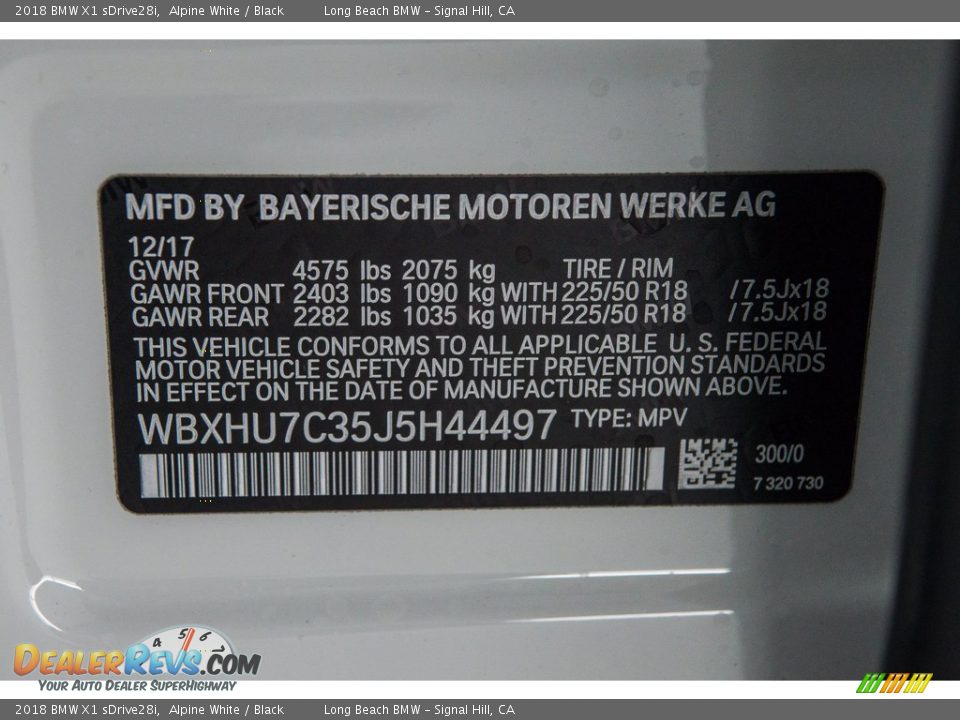 2018 BMW X1 sDrive28i, Alpine White / Black Long Beach BMW - Signal Hill, CA
MFD BY BAYERISCHE MOTOREN WERKE AG
12/17
GVWR 4575 lbs 2075 kg TIRE / RIM
GAWR FRONT 2403 lbs 1090 kg WITH 225/50 R18 /7.5Jx18
GAWR REAR 2282 lbs 1035 kg WITH 225/50 R18 /7.5Jx18
THIS VEHICLE CONFORMS TO ALL APPLICABLE U. S. FEDERAL
MOTOR VEHICLE SAFETY AND THEFT PREVENTION STANDARDS
IN EFFECT ON THE DATE OF MANUFACTURE SHOWN ABOVE.
WBXHU7C35J5H44497 TYPE: MPV
300/0
7 320 730
4 5 6 7
DEALERREVS.COM
YOUR AUTO DEALER SUPERHIGHWAY
2018 BMW X1 sDrive28i, Alpine White / Black Long Beach BMW - Signal Hill, CA